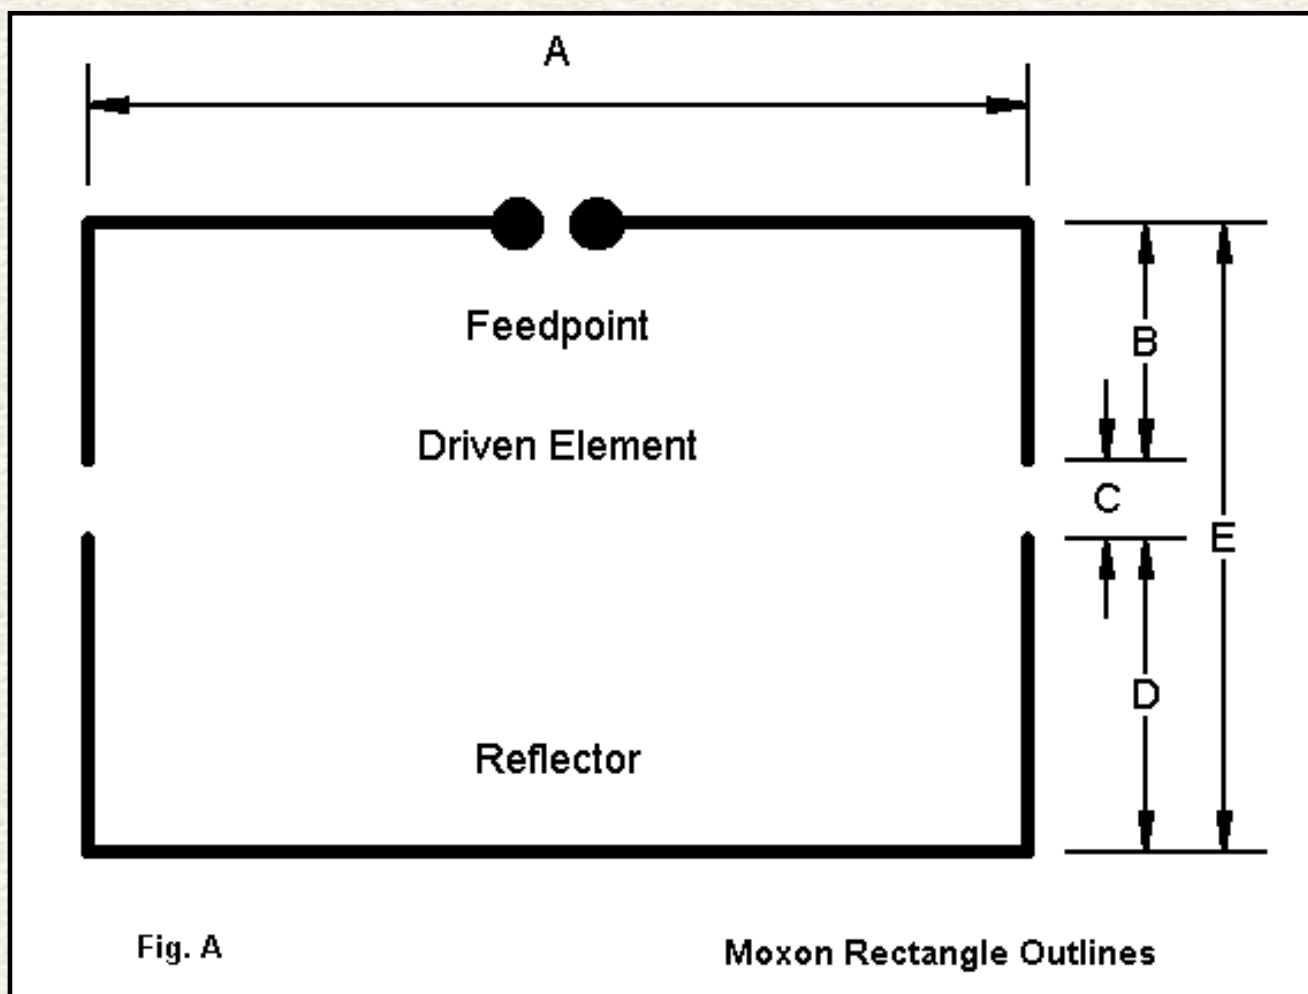 A
Feedpoint
B
Driven Element
C
E
D
Reflector
Fig. A
Moxon Rectangle Outlines